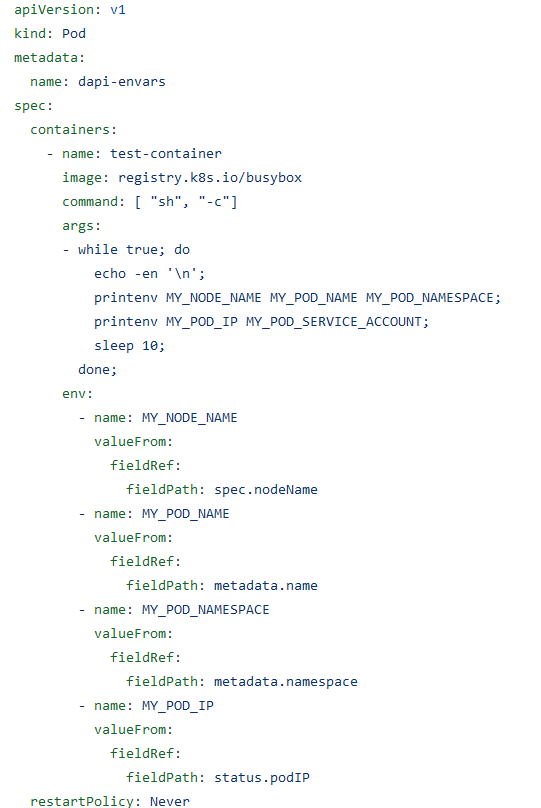 apiVersion: v1
kind: Pod
metadata:
  name: dapi-envars
spec:
  containers:
    - name: test-container
      image: registry.k8s.io/busybox
      command: [ "sh", "-c"]
      args:
      - while true; do
          echo -en '\n';
          printenv MY_NODE_NAME MY_POD_NAME MY_POD_NAMESPACE;
          printenv MY_POD_IP MY_POD_SERVICE_ACCOUNT;
          sleep 10;
        done;
      env:
        - name: MY_NODE_NAME
          valueFrom:
            fieldRef:
              fieldPath: spec.nodeName
        - name: MY_POD_NAME
          valueFrom:
            fieldRef:
              fieldPath: metadata.name
        - name: MY_POD_NAMESPACE
          valueFrom:
            fieldRef:
              fieldPath: metadata.namespace
        - name: MY_POD_IP
          valueFrom:
            fieldRef:
              fieldPath: status.podIP
  restartPolicy: Never